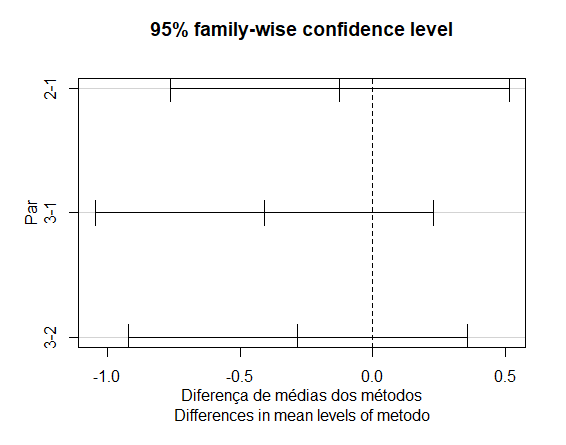 95% family-wise confidence level
2-1
3-1
3-2
Par
-1.0 -0.5 0.0 0.5
Diferença de médias dos métodos
Differences in mean levels of metodo